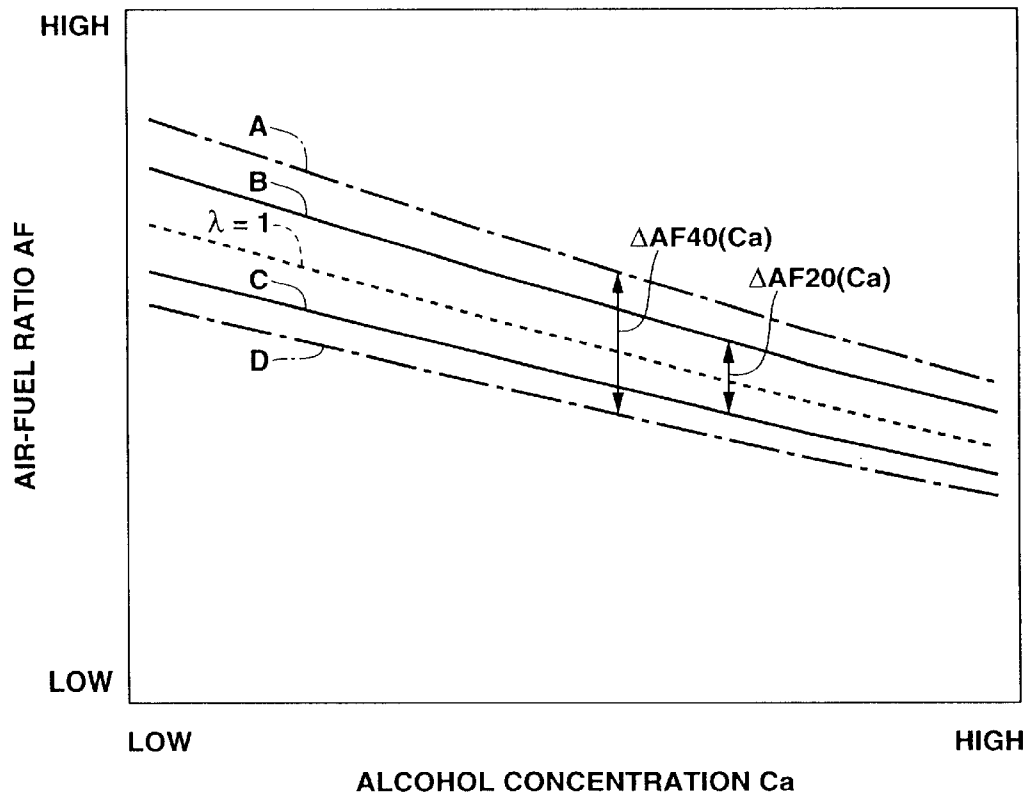 HIGH
A
B
λ = 1
C
D
ΔAF40(Ca)
ΔAF20(Ca)
AIR-FUEL RATIO AF
LOW
LOW
HIGH
ALCOHOL CONCENTRATION Ca